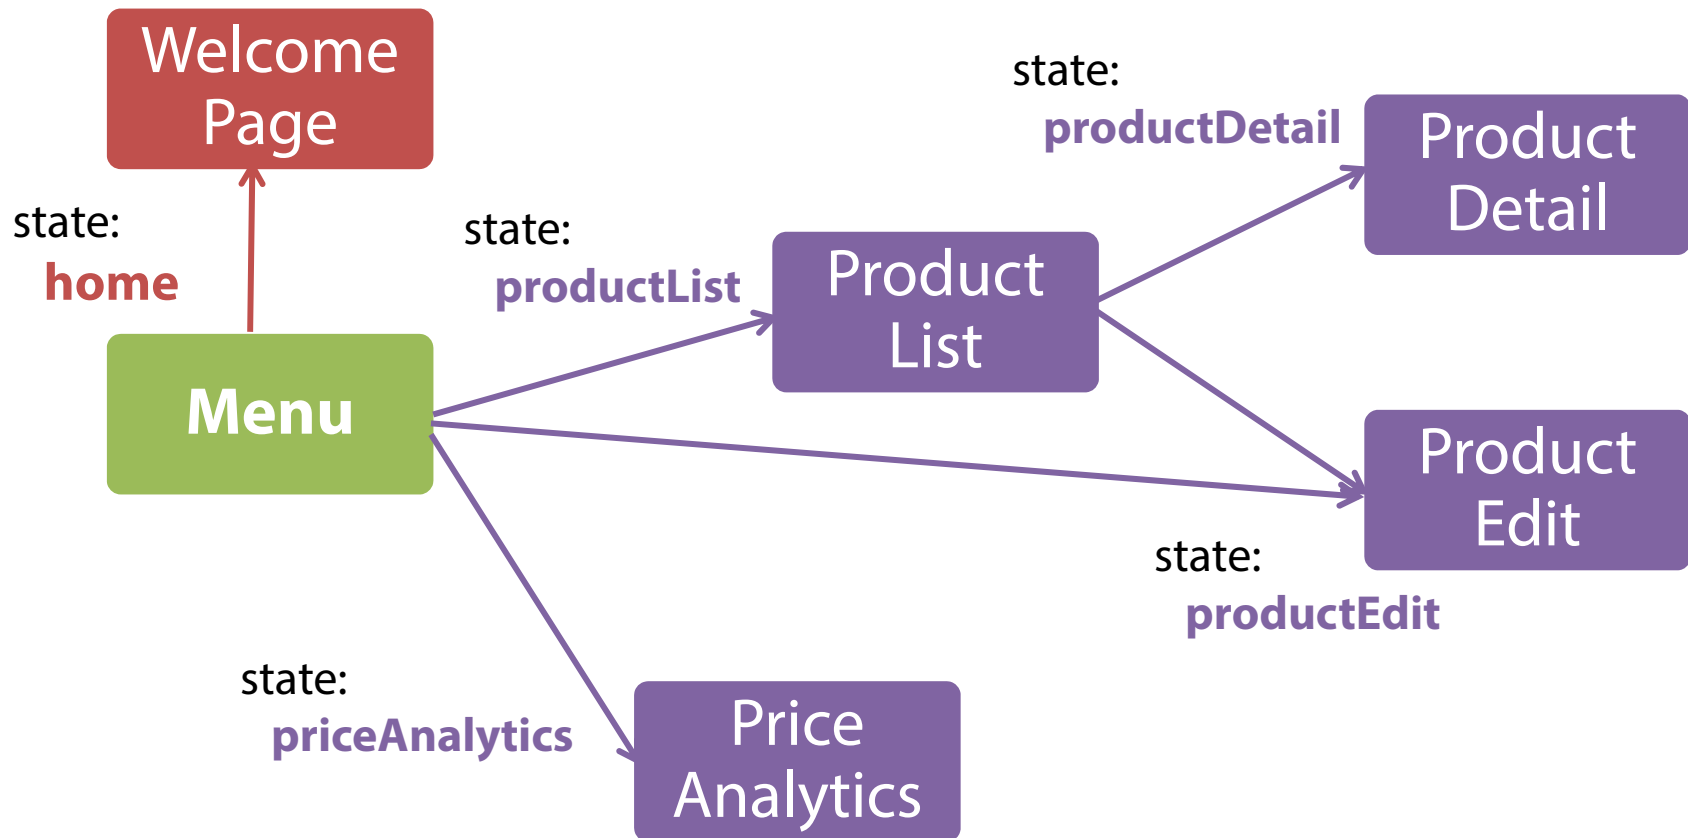 Welcome
Page
state:
home
Menu
state:
productList
Product
List
state:
productDetail
Product
Detail
Product
Edit
state:
productEdit
state:
priceAnalytics
Price
Analytics